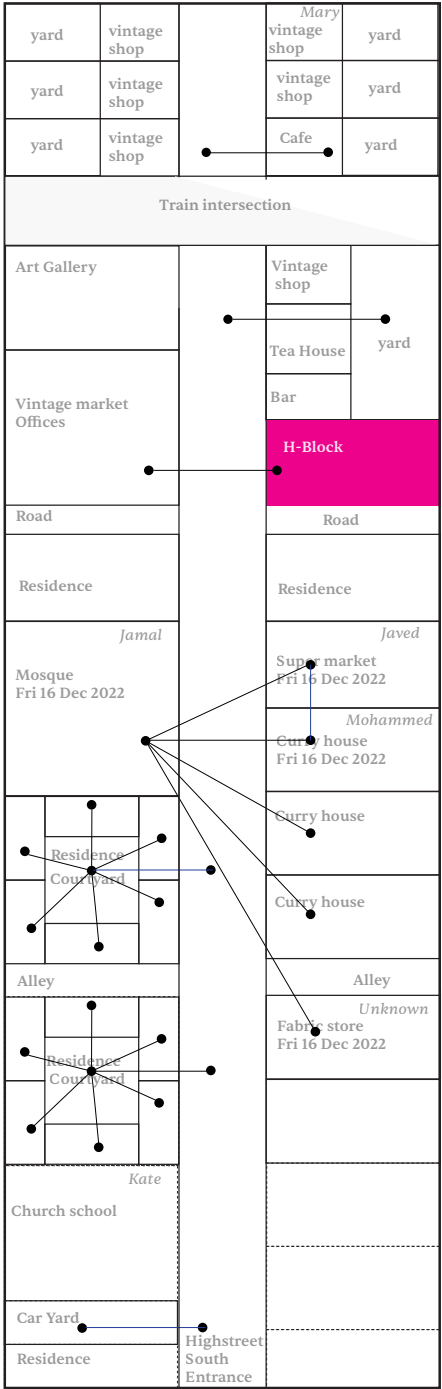 Mary
yard
vintage
shop
vintage
shop
yard
yard
vintage
shop
vintage
shop
yard
yard
vintage
shop
Cafe
yard
Train intersection
Art Gallery
Vintage
shop
Tea House
yard
Bar
Vintage market
Offices
H-Block
Road
Road
Residence
Residence
Jamal
Javed
Mosque
Fri 16 Dec 2022
Super market
Fri 16 Dec 2022
Mohammed
Curry house
Fri 16 Dec 2022
Curry house
Residence
Courtyard
Curry house
Alley
Alley
Unknown
Fabric store
Fri 16 Dec 2022
Residence
Courtyard
Kate
Church school
Car Yard
Highstreet
South
Entrance
Residence